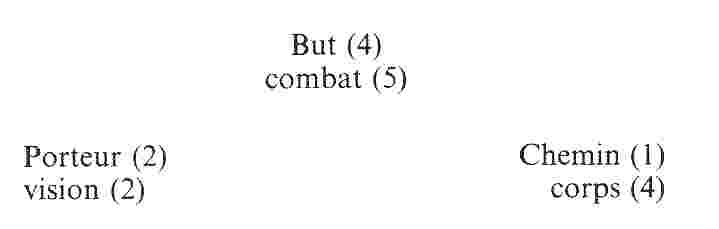 But (4)
combat (5)
Porteur (2)
vision (2)
Chemin (1)
corps (4)